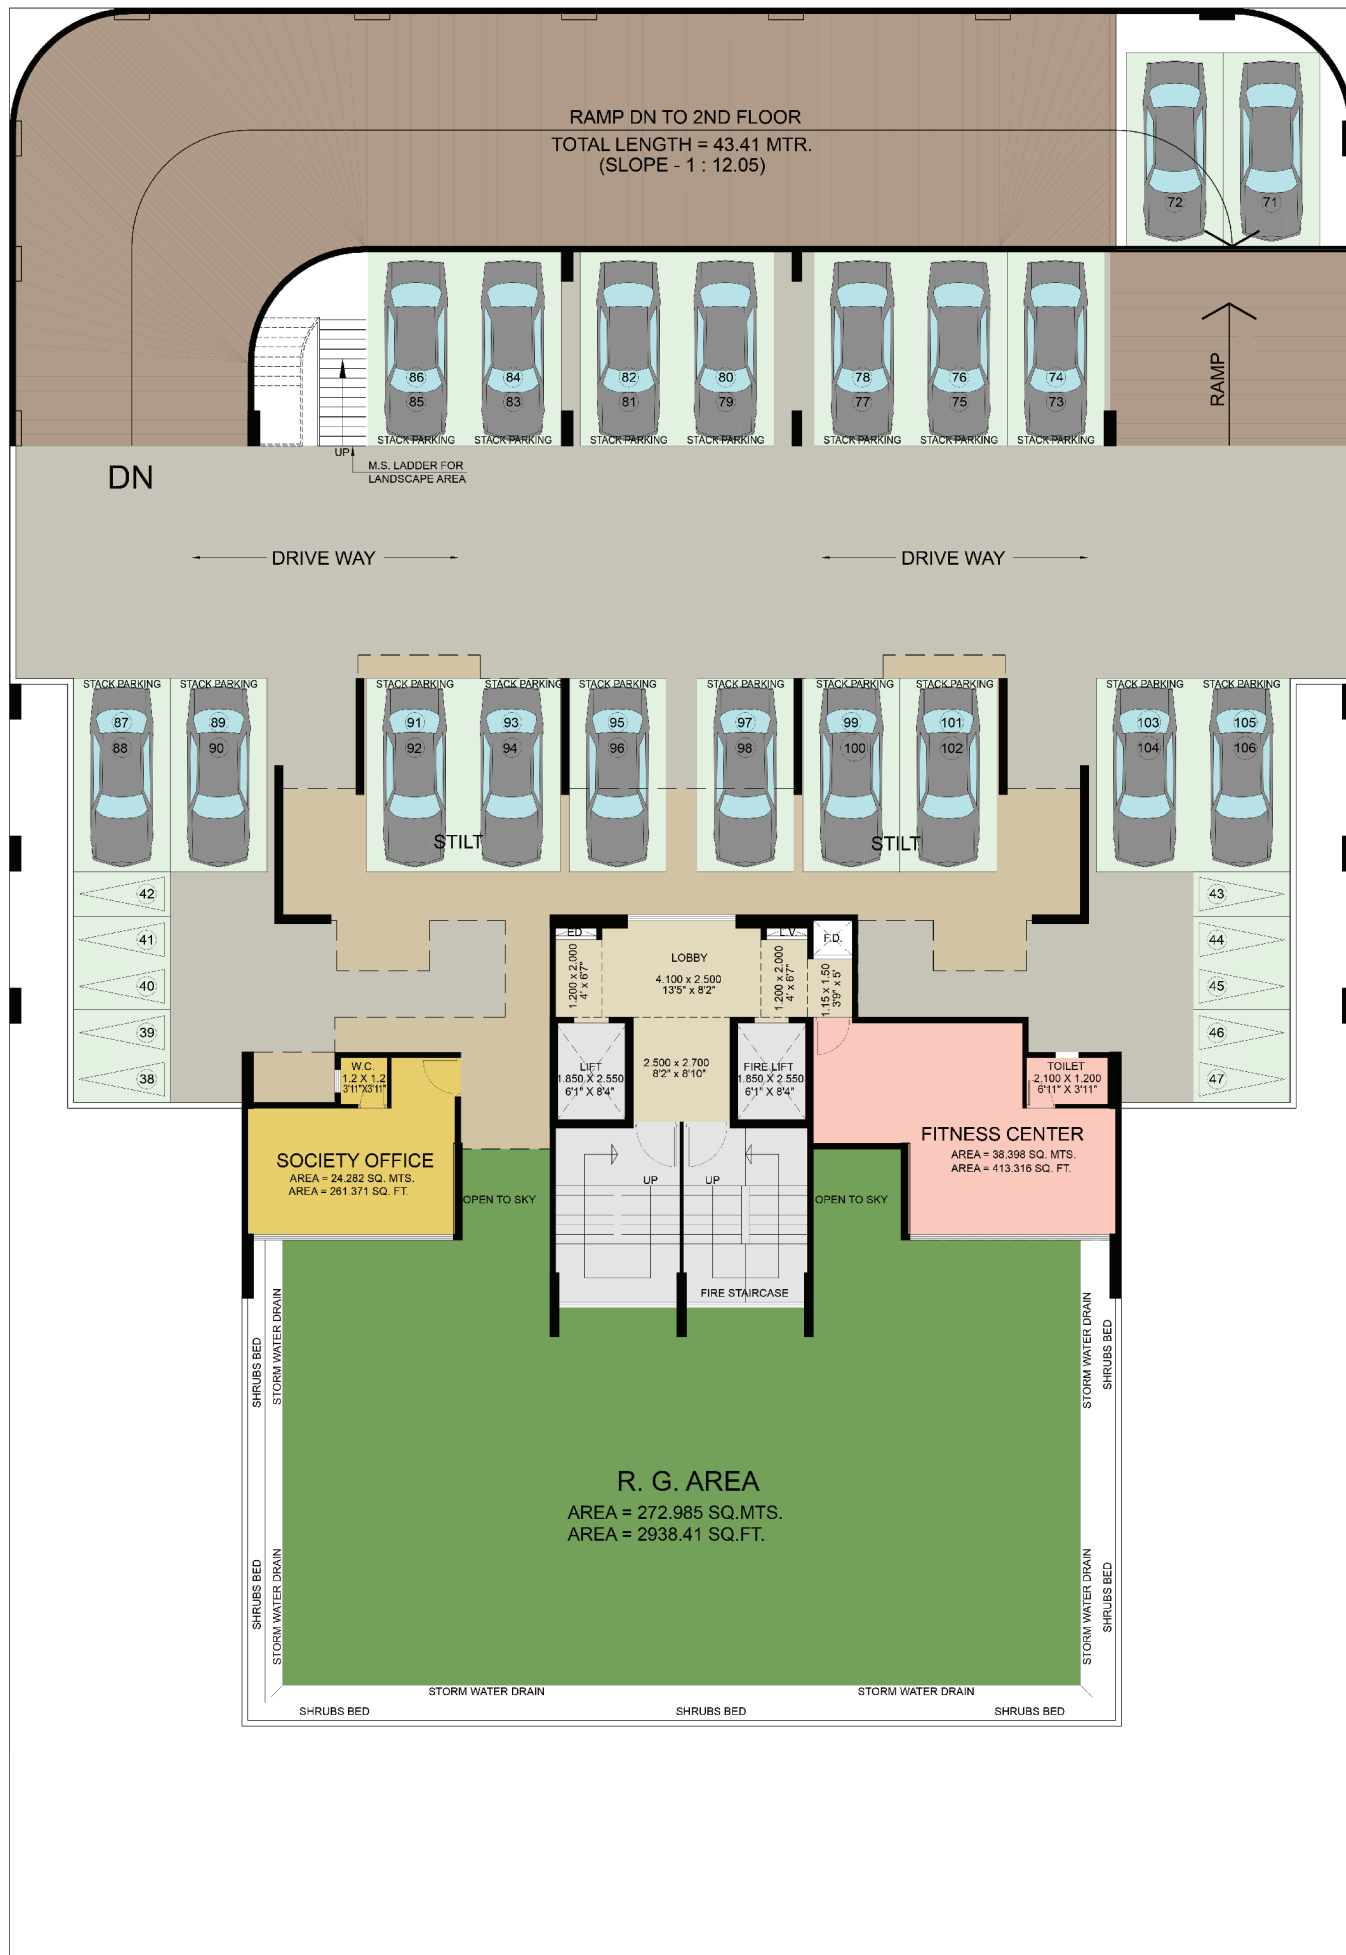 RAMP DN TO 2ND FLOOR
TOTAL LENGTH = 43.41 MTR.
(SLOPE - 1 : 12.05)
72 71
RAMP
86 84 82 80 78 76 74
85 83 81 79 77 75 73
STACK PARKING STACK PARKING STACK PARKING STACK PARKING STACK PARKING STACK PARKING STACK PARKING
UP
M.S. LADDER FOR
LANDSCAPE AREA
DN
DRIVE WAY DRIVE WAY
STACK PARKING STACK PARKING STACK PARKING STACK PARKING STACK PARKING STACK PARKING STACK PARKING STACK PARKING STACK PARKING STACK PARKING
87 89 91 93 95 97 99 101 103 105
88 90 92 94 96 98 100 102 104 106
STILT STILT
42 43
41 44
40 45
39 46
38 47
ED. L.V. F.D.
LOBBY
4.100 x 2.500
13'5" x 8'2"
1.200 x 2.000
4' x 6'7"
1.200 x 2.000
4' x 6'7"
1.15 x 1.50
3'9" x 5'
LIFT
1.850 X 2.550
6'1" X 8'4"
2.500 x 2.700
8'2" x 8'10"
FIRE LIFT
1.850 X 2.550
6'1" X 8'4"
W.C.
1.2 X 1.2
3'11"X3'11"
TOILET
2.100 X 1.200
6'11" X 3'11"
SOCIETY OFFICE
AREA = 24.282 SQ. MTS.
AREA = 261.371 SQ. FT.
FITNESS CENTER
AREA = 38.398 SQ. MTS.
AREA = 413.316 SQ. FT.
UP UP
OPEN TO SKY OPEN TO SKY
FIRE STAIRCASE
SHRUBS BED
STORM WATER DRAIN
STORM WATER DRAIN
SHRUBS BED
R. G. AREA
AREA = 272.985 SQ.MTS.
AREA = 2938.41 SQ.FT.
SHRUBS BED
STORM WATER DRAIN
STORM WATER DRAIN
SHRUBS BED
STORM WATER DRAIN STORM WATER DRAIN
SHRUBS BED SHRUBS BED SHRUBS BED